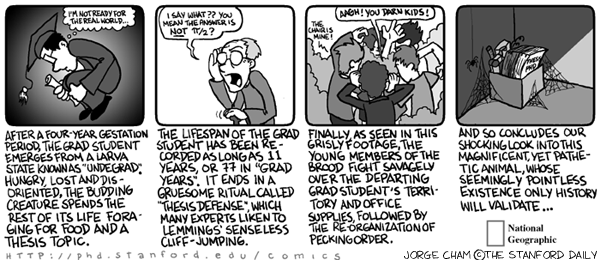 I'M NOT READY FOR
THE REAL WORLD...
AFTER A FOUR-YEAR GESTATION
PERIOD, THE GRAD STUDENT
EMERGES FROM A LARVA
STATE KNOWN AS "UNDEGRAD".
HUNGRY, LOST AND DIS-
ORIENTED, THE BUDDING
CREATURE SPENDS THE
REST OF ITS LIFE FORA-
GING FOR FOOD AND A
THESIS TOPIC.
I SAY WHAT?? YOU
MEAN THE ANSWER IS
NOT π/2?
THE LIFESPAN OF THE GRAD
STUDENT HAS BEEN RE-
CORDED AS LONG AS 11
YEARS, OR 77 IN "GRAD
YEARS". IT ENDS IN A
GRUESOME RITUAL CALLED
"THESIS DEFENSE", WHICH
MANY EXPERTS LIKEN TO
LEMMINGS' SENSELESS
CLIFF-JUMPING.
AAGH! YOU DARN KIDS!
THE
CHAIR IS
MINE!
FINALLY, AS SEEN IN THIS
GRISLY FOOTAGE, THE
YOUNG MEMBERS OF THE
BROOD FIGHT SAVAGELY
OVER THE DEPARTING
GRAD STUDENT'S TERRI-
TORY AND OFFICE
SUPPLIES, FOLLOWED BY
THE RE-ORGANIZATION OF
PECKING ORDER.
FREE
AND SO CONCLUDES OUR
SHOCKING LOOK INTO THIS
MAGNIFICENT, YET PATHE-
TIC ANIMAL, WHOSE
SEEMINGLY POINTLESS
EXISTENCE ONLY HISTORY
WILL VALIDATE...
National
Geographic
HTTP://phd.stanford.edu/comics
JORGE CHAM ©THE STANFORD DAILY